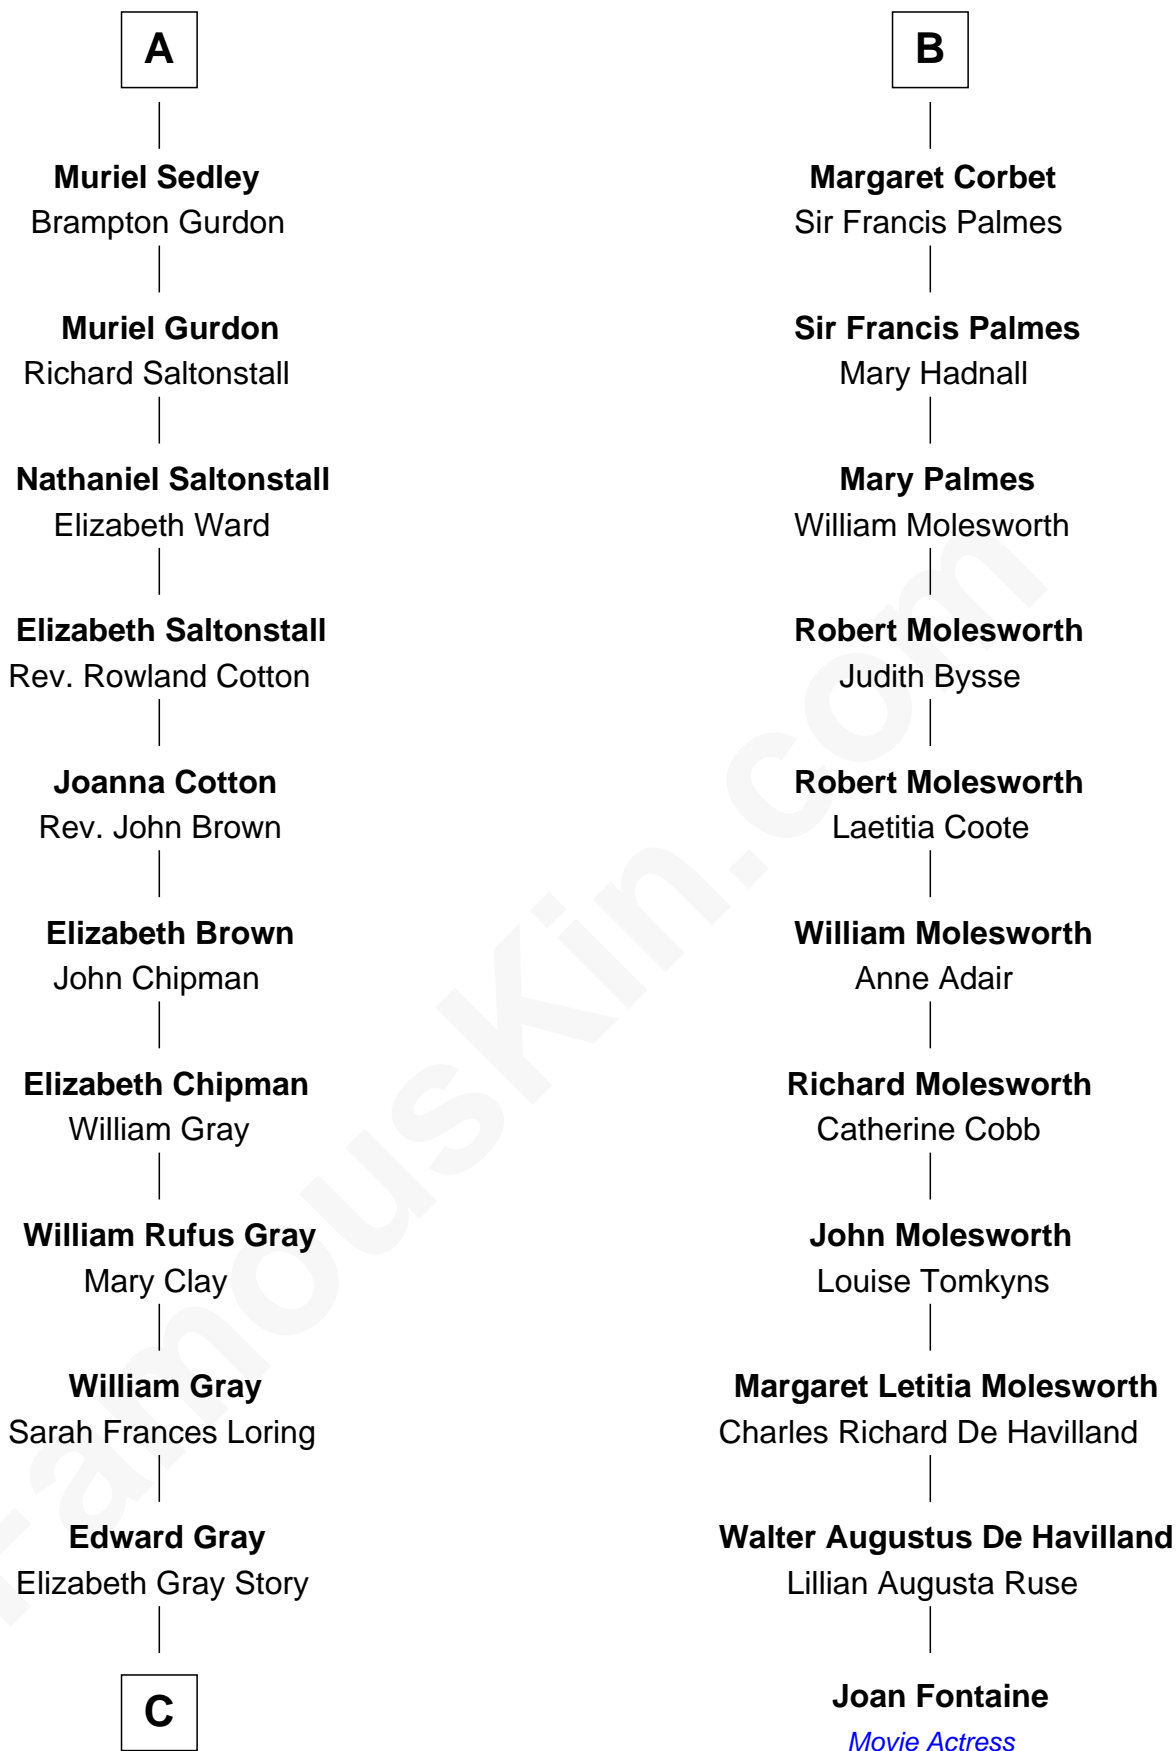 A
Muriel Sedley
Brampton Gurdon
Muriel Gurdon
Richard Saltonstall
Nathaniel Saltonstall
Elizabeth Ward
Elizabeth Saltonstall
Rev. Rowland Cotton
Joanna Cotton
Rev. John Brown
Elizabeth Brown
John Chipman
Elizabeth Chipman
William Gray
William Rufus Gray
Mary Clay
William Gray
Sarah Frances Loring
Edward Gray
Elizabeth Gray Story
C
B
Margaret Corbet
Sir Francis Palmes
Sir Francis Palmes
Mary Hadnall
Mary Palmes
William Molesworth
Robert Molesworth
Judith Bysse
Robert Molesworth
Laetitia Coote
William Molesworth
Anne Adair
Richard Molesworth
Catherine Cobb
John Molesworth
Louise Tomkyns
Margaret Letitia Molesworth
Charles Richard De Havilland
Walter Augustus De Havilland
Lillian Augusta Ruse
Joan Fontaine
Movie Actress
FamousKin.com